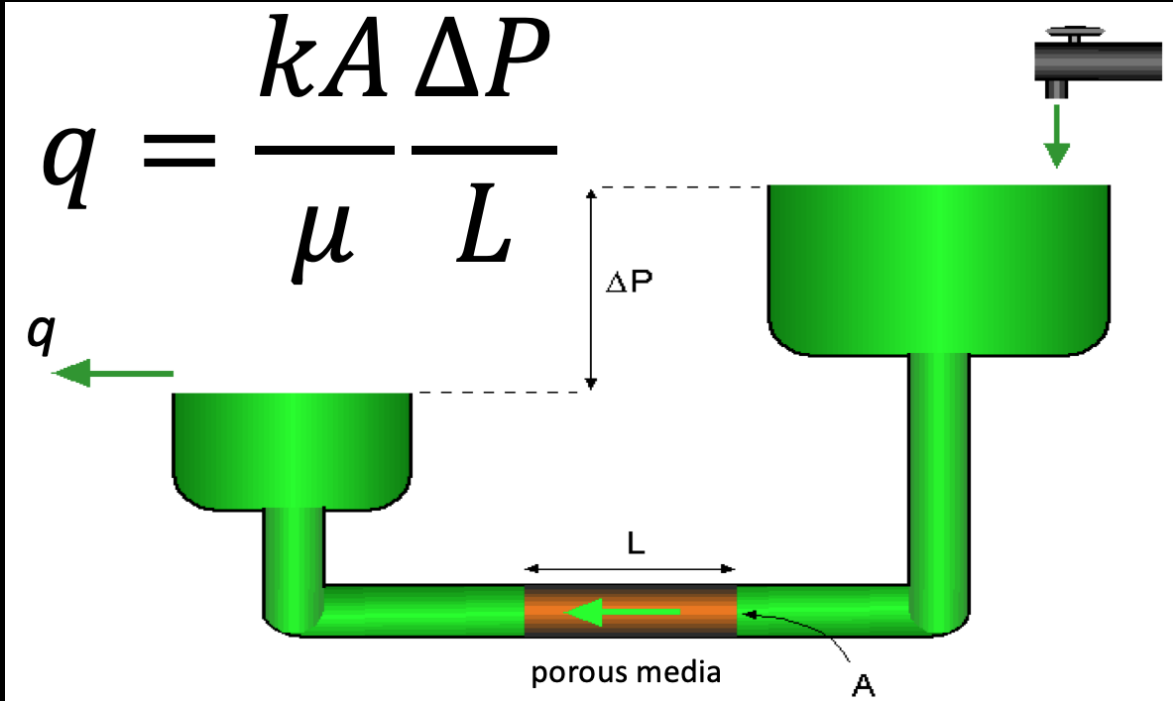 q = kA/μ ΔP/L
ΔP
q
L
porous media
A